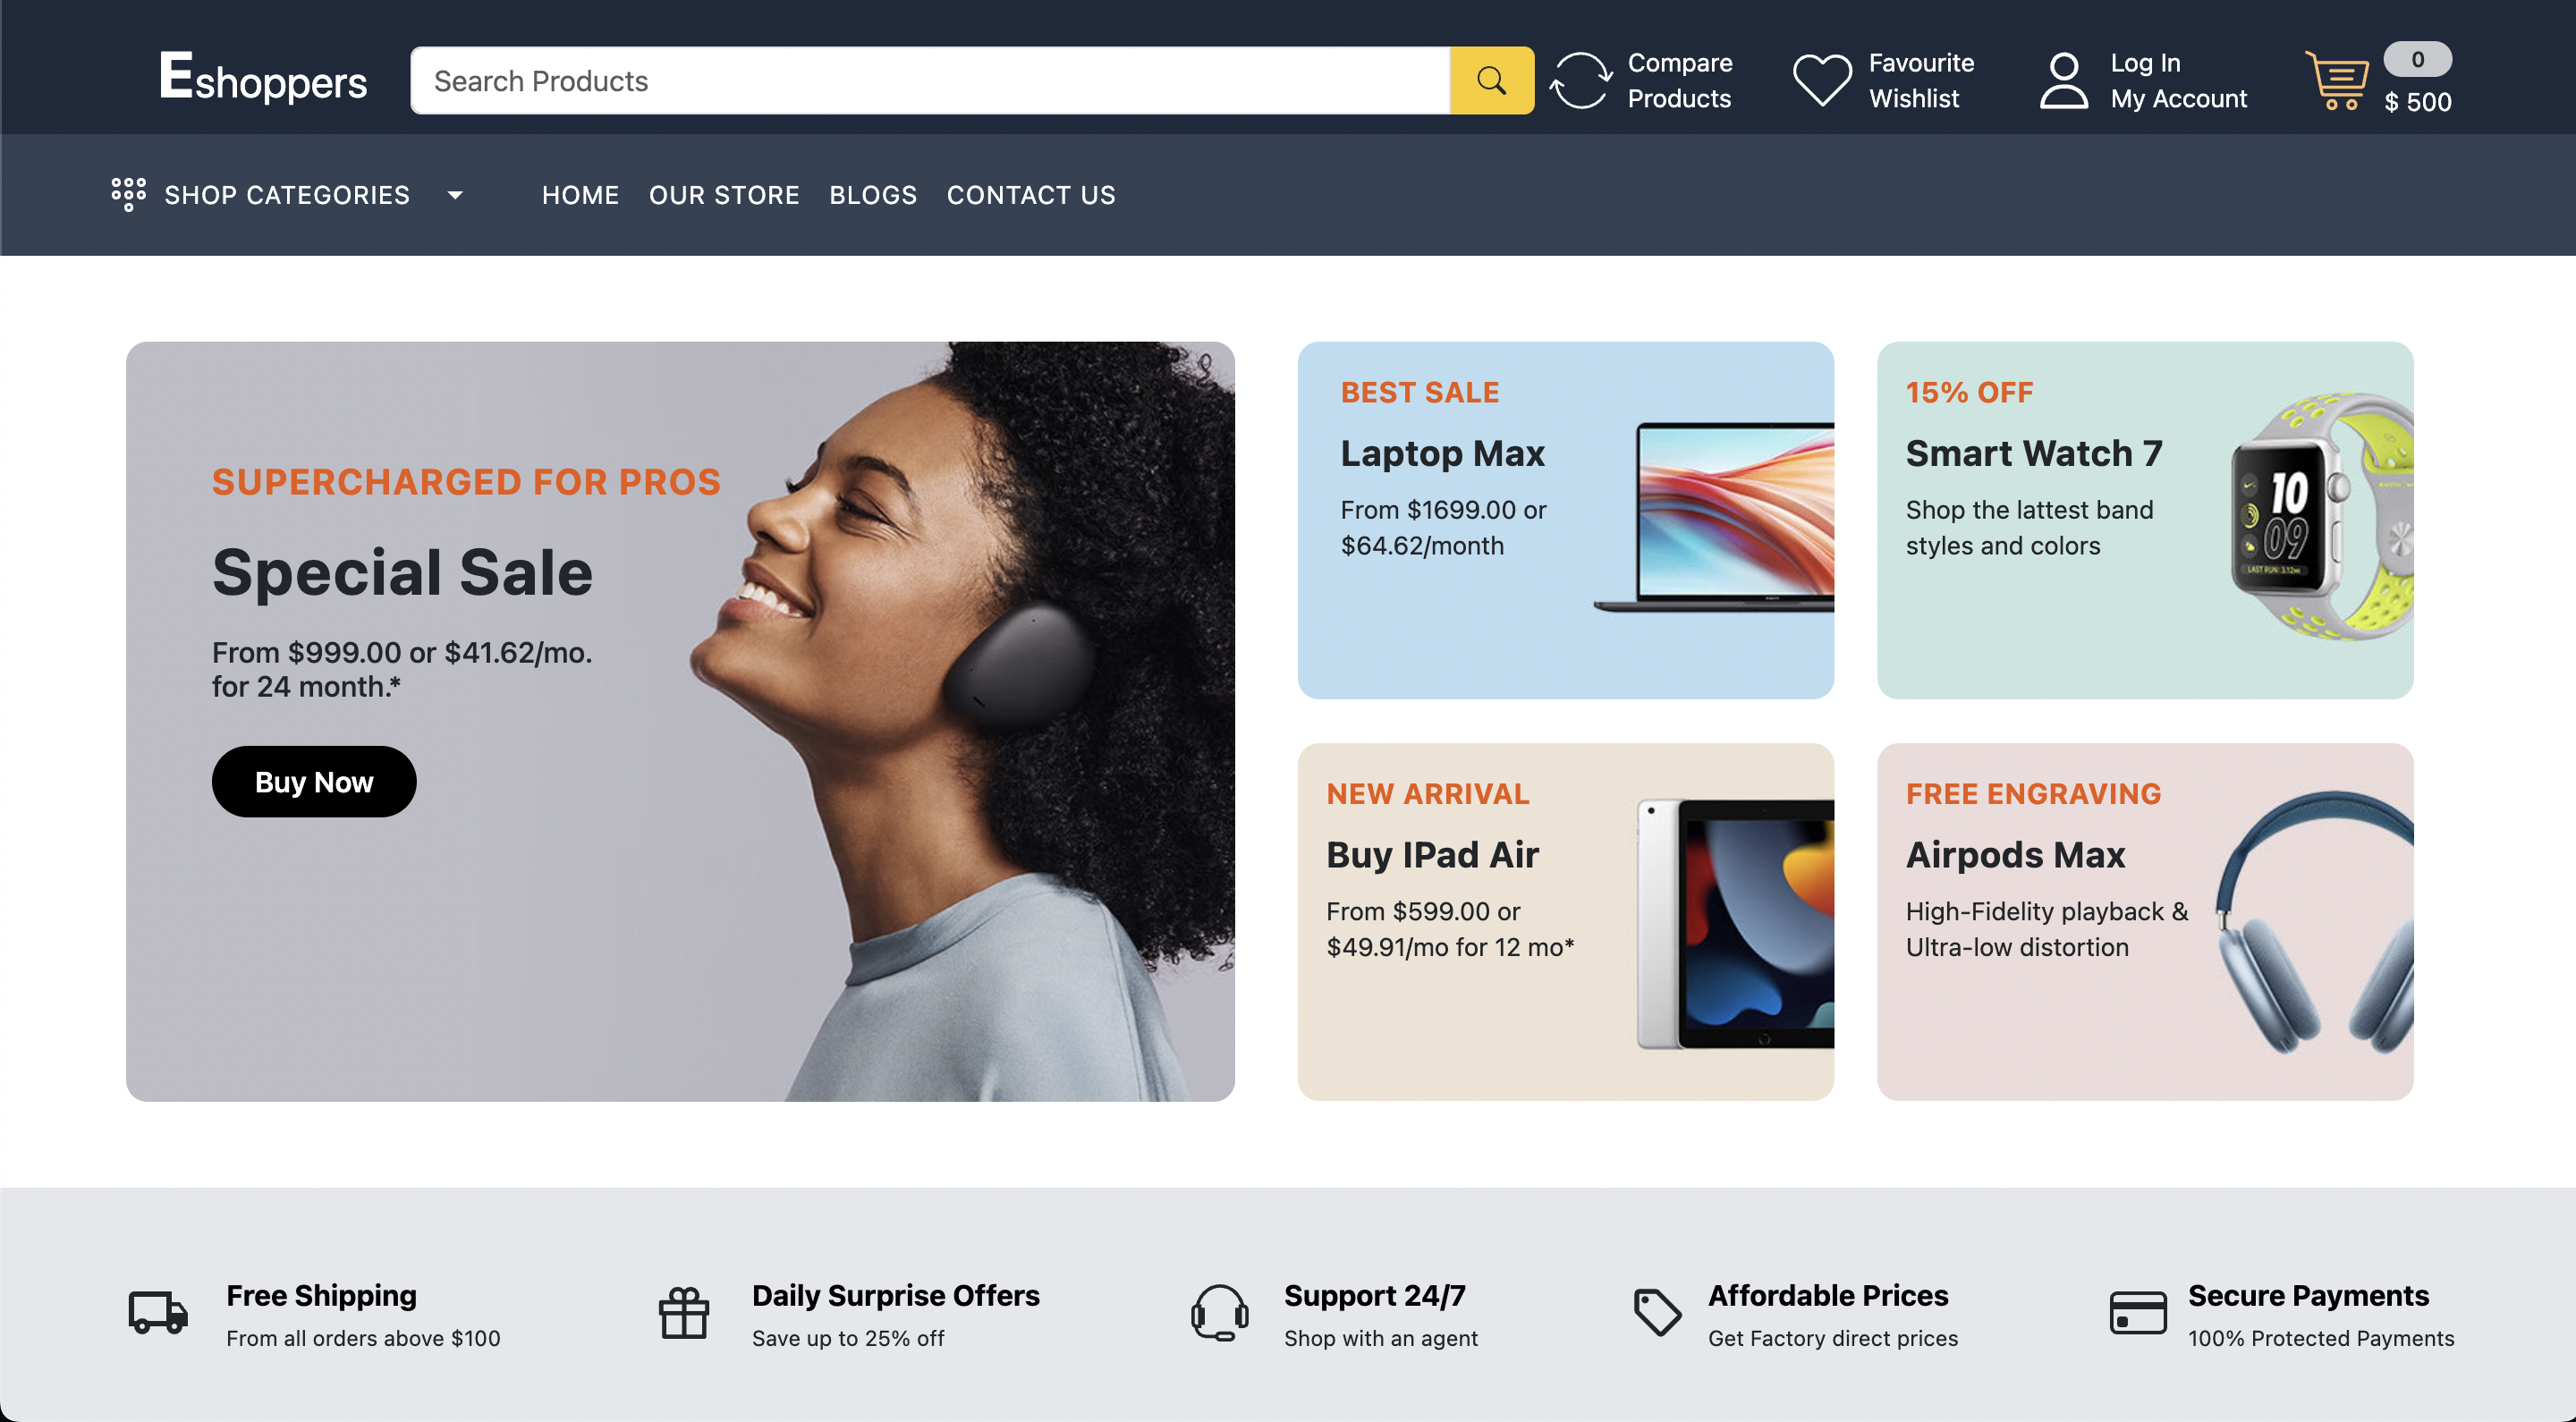 Eshoppers
Search Products
Compare
Products
Favourite
Wishlist
Log In
My Account
0
$ 500
SHOP CATEGORIES
HOME
OUR STORE
BLOGS
CONTACT US
SUPERCHARGED FOR PROS
Special Sale
From $999.00 or $41.62/mo.
for 24 month.*
Buy Now
BEST SALE
Laptop Max
From $1699.00 or
$64.62/month
15% OFF
Smart Watch 7
Shop the lattest band
styles and colors
10
09
LAST RUN: 3.12mi
NEW ARRIVAL
Buy IPad Air
From $599.00 or
$49.91/mo for 12 mo*
FREE ENGRAVING
Airpods Max
High-Fidelity playback &
Ultra-low distortion
Free Shipping
From all orders above $100
Daily Surprise Offers
Save up to 25% off
Support 24/7
Shop with an agent
Affordable Prices
Get Factory direct prices
Secure Payments
100% Protected Payments